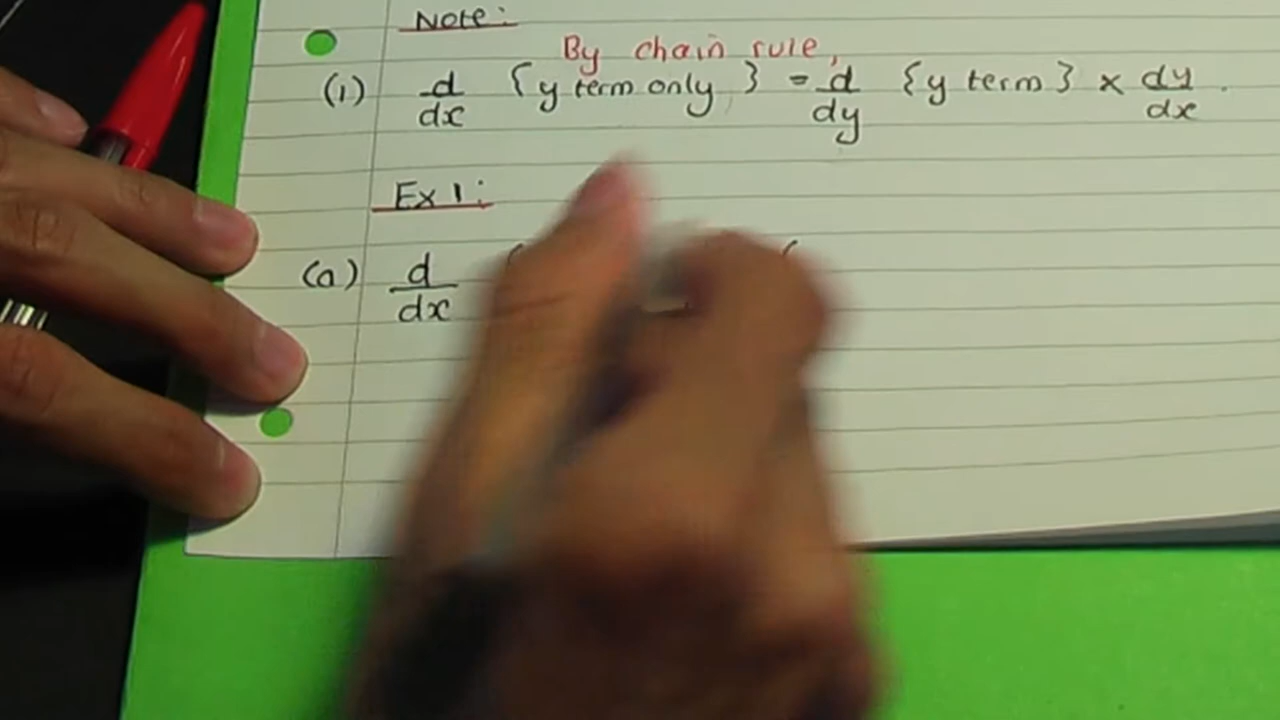 Note:
By chain rule,
(1) d/dx {y term only} = d/dy {y term} × dy/dx.
Ex 1:
(a) d/dx (